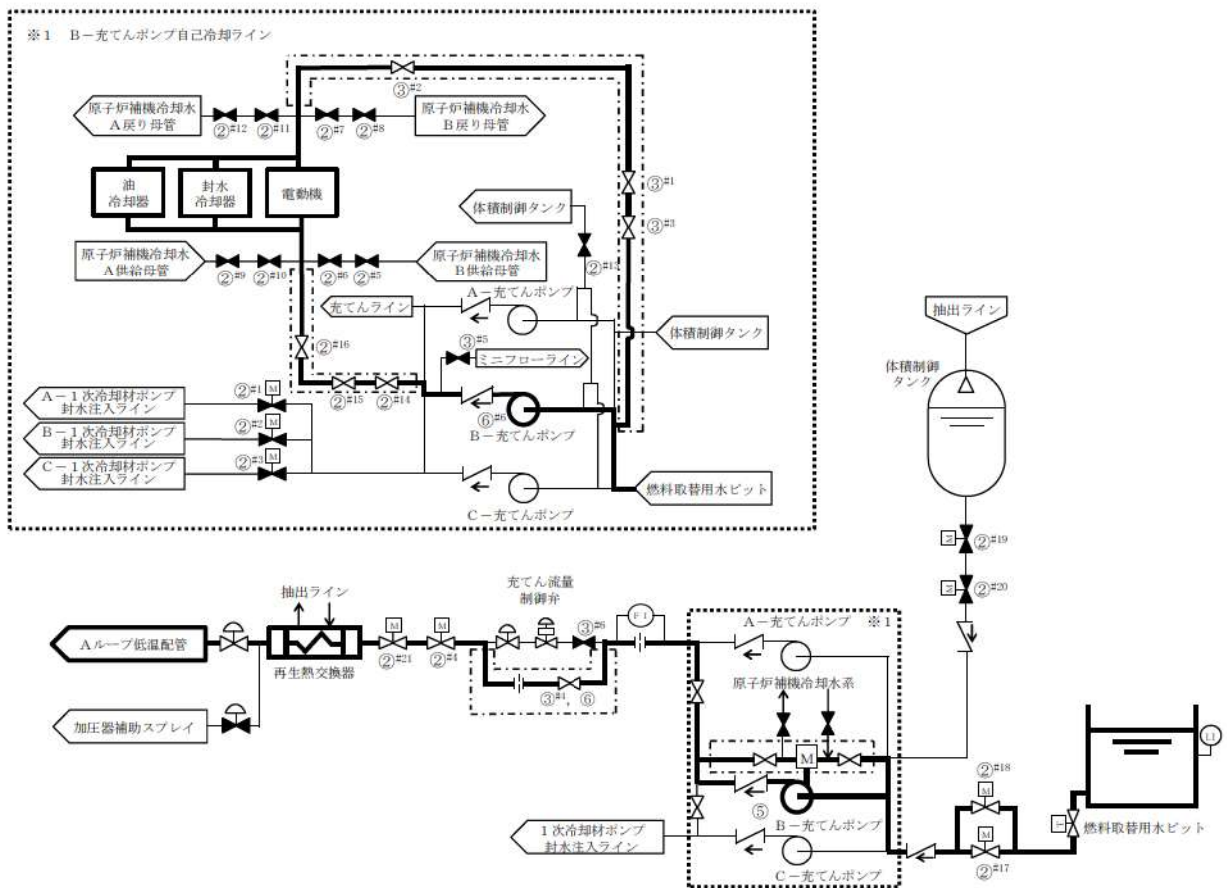 ※1 B－充てんポンプ自己冷却ライン
③#2
原子炉補機冷却水
A戻り母管
②#12
②#11
②#7
②#8
原子炉補機冷却水
B戻り母管
油
冷却器
封水
冷却器
電動機
③#1
③#3
体積制御タンク
②#13
原子炉補機冷却水
A供給母管
②#9
②#10
②#6
②#5
原子炉補機冷却水
B供給母管
充てんライン
A－充てんポンプ
体積制御タンク
②#16
③#5
ミニフローライン
②#15
②#14
⑥#6
B－充てんポンプ
A－1次冷却材ポンプ
封水注入ライン
②#1
M
B－1次冷却材ポンプ
封水注入ライン
②#2
M
C－1次冷却材ポンプ
封水注入ライン
②#3
M
C－充てんポンプ
燃料取替用水ピット
抽出ライン
体積制御
タンク
M
②#19
M
②#20
Aループ低温配管
抽出ライン
再生熱交換器
M
②#21
M
②#4
充てん流量
制御弁
③#6
③#4, ⑥
FI
加圧器補助スプレイ
A－充てんポンプ
※1
原子炉補機冷却水系
M
⑤
B－充てんポンプ
1次冷却材ポンプ
封水注入ライン
C－充てんポンプ
②#18
M
M
②#17
LI
燃料取替用水ピット